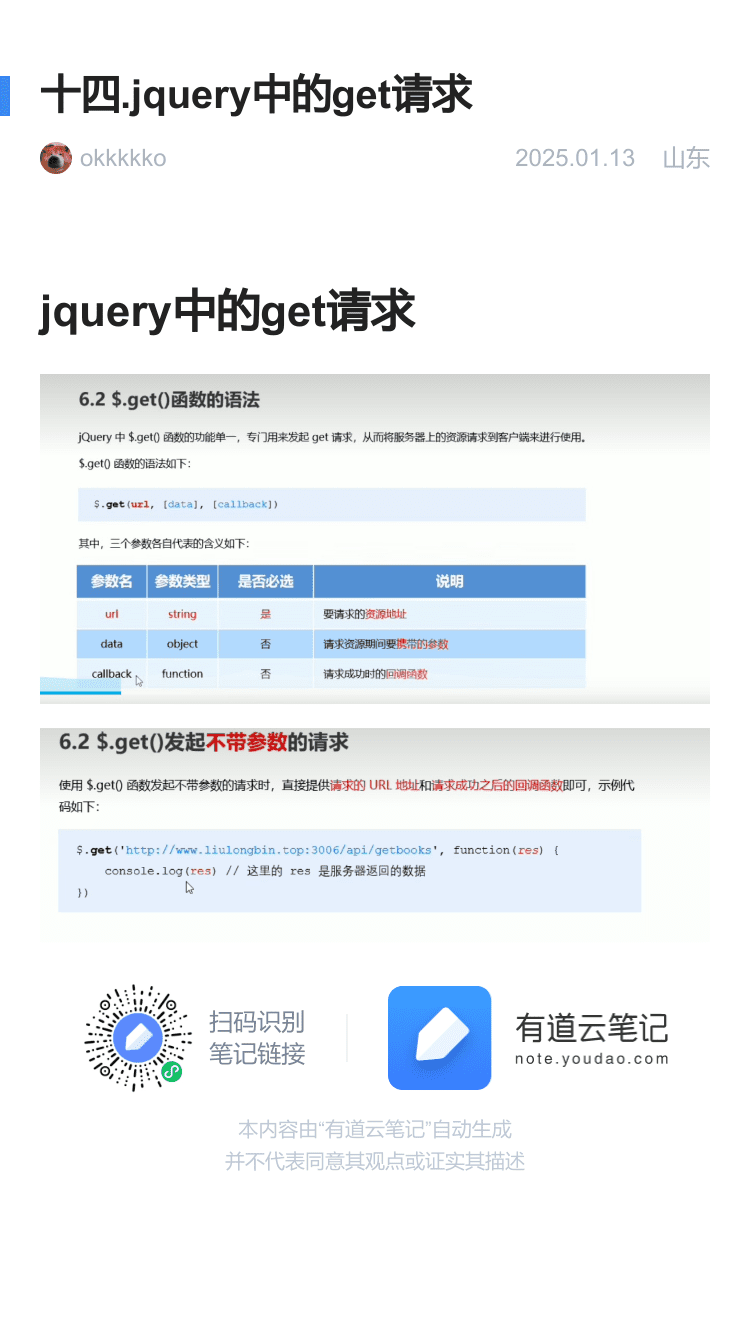 十四.jquery中的get请求
okkkkko
2025.01.13 山东
jquery中的get请求
6.2 $.get()函数的语法
jQuery 中 $.get() 函数的功能单一，专门用来发起 get 请求，从而将服务器上的资源请求到客户端来进行使用。
$.get() 函数的语法如下：
$.get(url, [data], [callback])
其中，三个参数各自代表的含义如下：
参数名 参数类型 是否必选 说明
url string 是 要请求的资源地址
data object 否 请求资源期间要携带的参数
callback function 否 请求成功时的回调函数
6.2 $.get()发起不带参数的请求
使用 $.get() 函数发起不带参数的请求时，直接提供请求的 URL 地址和请求成功之后的回调函数即可，示例代
码如下：
$.get('http://www.liulongbin.top:3006/api/getbooks', function(res) {
console.log(res) // 这里的 res 是服务器返回的数据
})
扫码识别
笔记链接
有道云笔记
note.youdao.com
本内容由“有道云笔记”自动生成
并不代表同意其观点或证实其描述